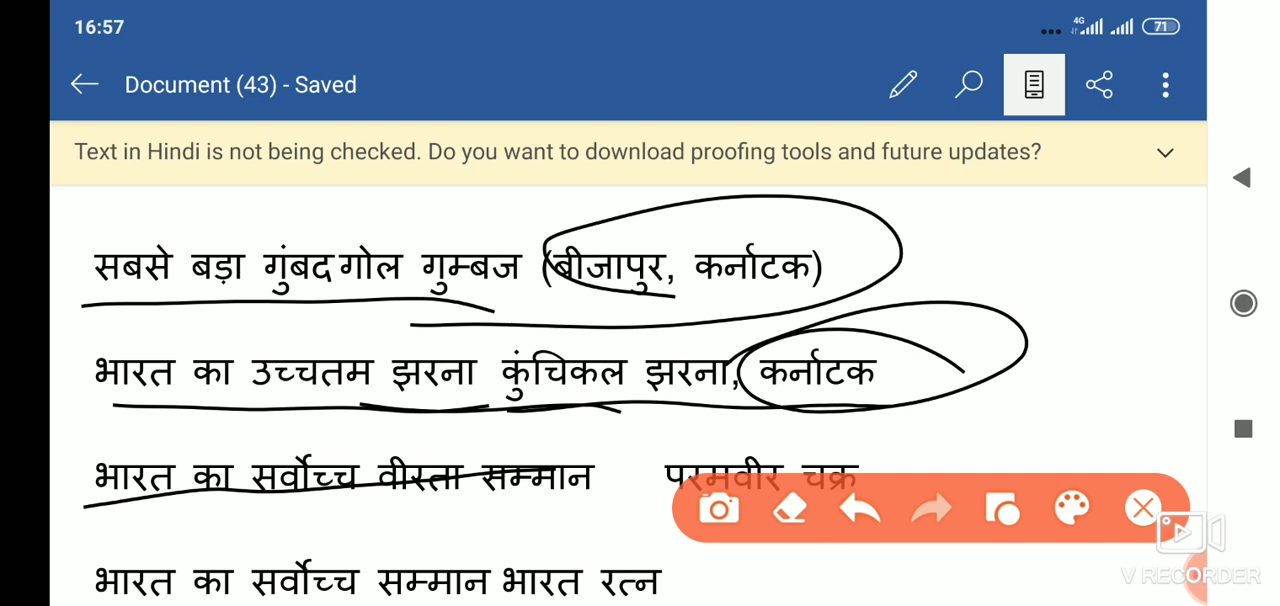 16:57 4G 71
Document (43) - Saved
Text in Hindi is not being checked. Do you want to download proofing tools and future updates?
सबसे बड़ा गुंबद गोल गुम्बज (बीजापुर, कर्नाटक)
भारत का उच्चतम झरना कुंचिकल झरना, कर्नाटक
भारत का सर्वोच्च वीस्ता सम्मान परमवीर चक्र
भारत का सर्वोच्च सम्मान भारत रत्न
V RECORDER